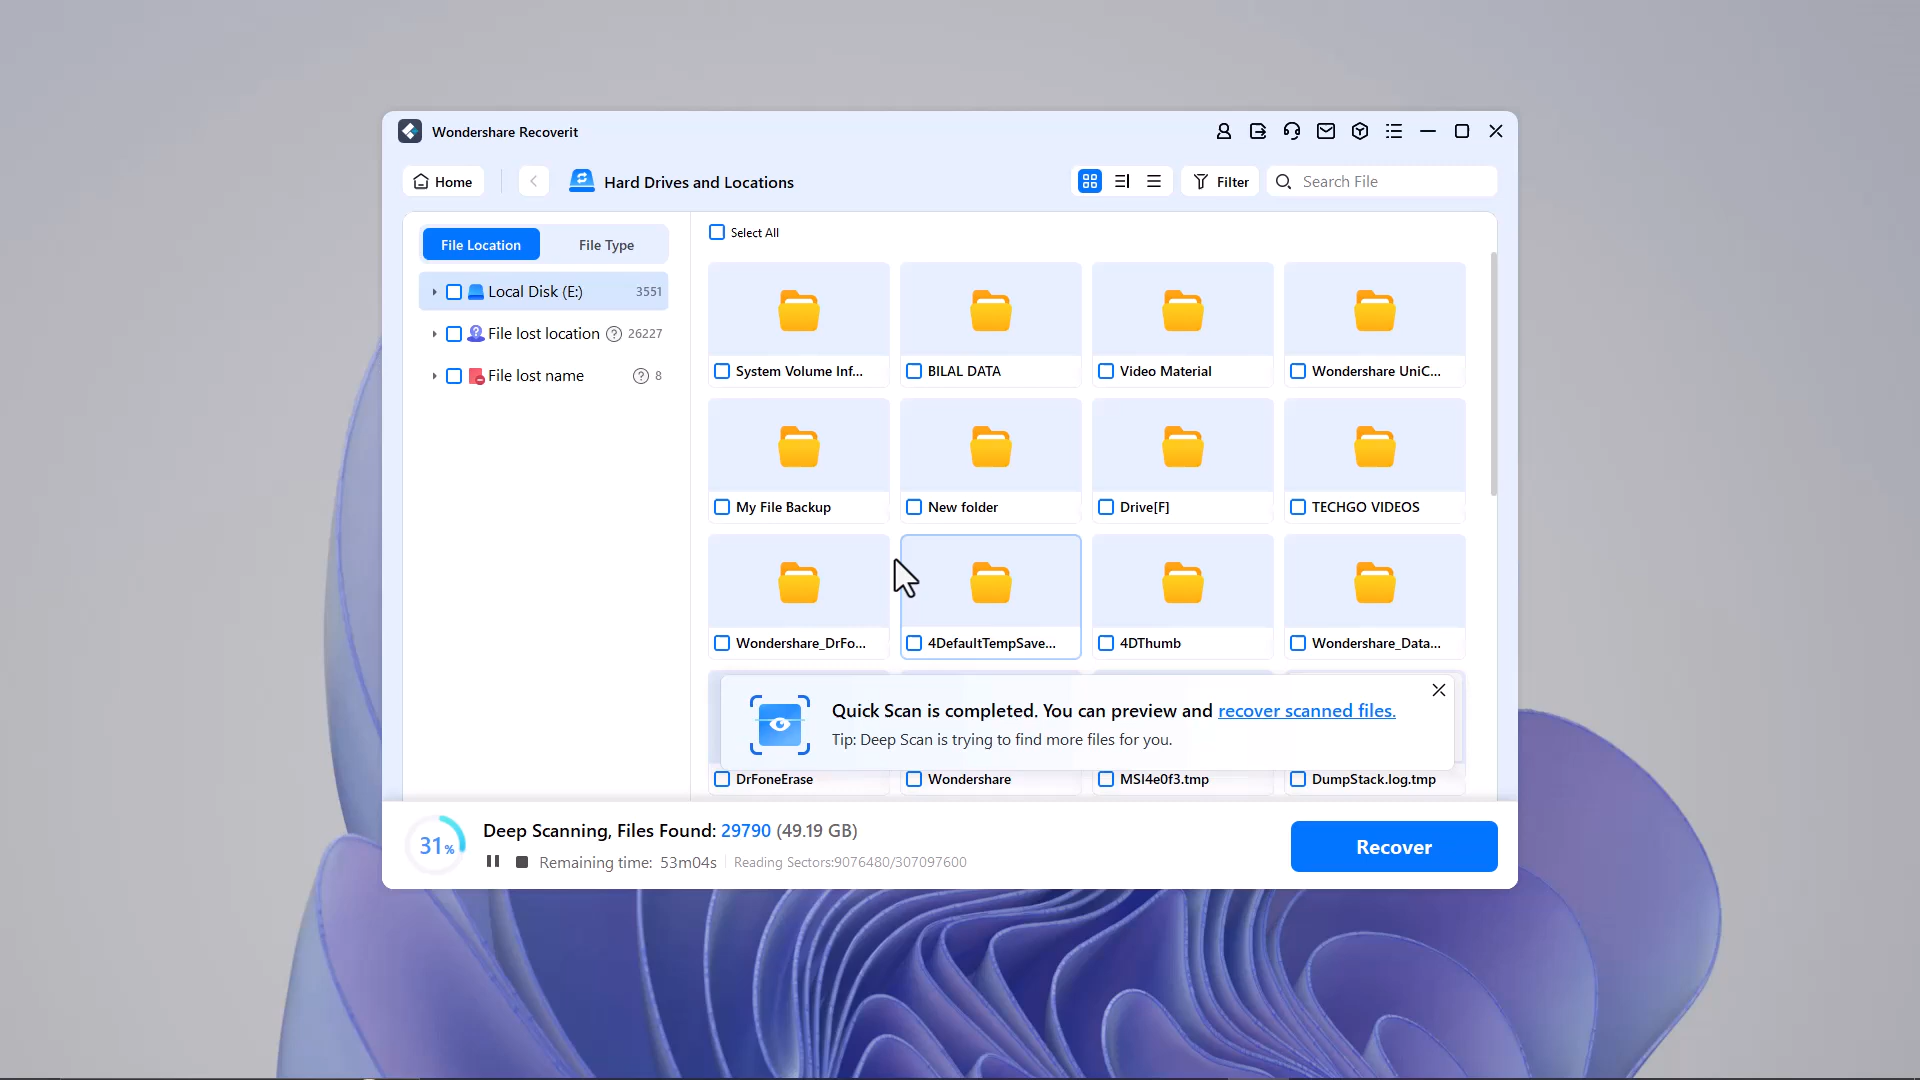 Wondershare Recoverit
Home
Hard Drives and Locations
Filter
Search File
File Location
File Type
Select All
Local Disk (E:) 3551
File lost location ? 26227
File lost name ? 8
System Volume Inf...
BILAL DATA
Video Material
Wondershare UniC...
My File Backup
New folder
Drive[F]
TECHGO VIDEOS
Wondershare_DrFo...
4DefaultTempSave...
4DThumb
Wondershare_Data...
Quick Scan is completed. You can preview and recover scanned files.
Tip: Deep Scan is trying to find more files for you.
DrFoneErase
Wondershare
MSI4e0f3.tmp
DumpStack.log.tmp
31%
Deep Scanning, Files Found: 29790 (49.19 GB)
Remaining time: 53m04s
Reading Sectors:9076480/307097600
Recover